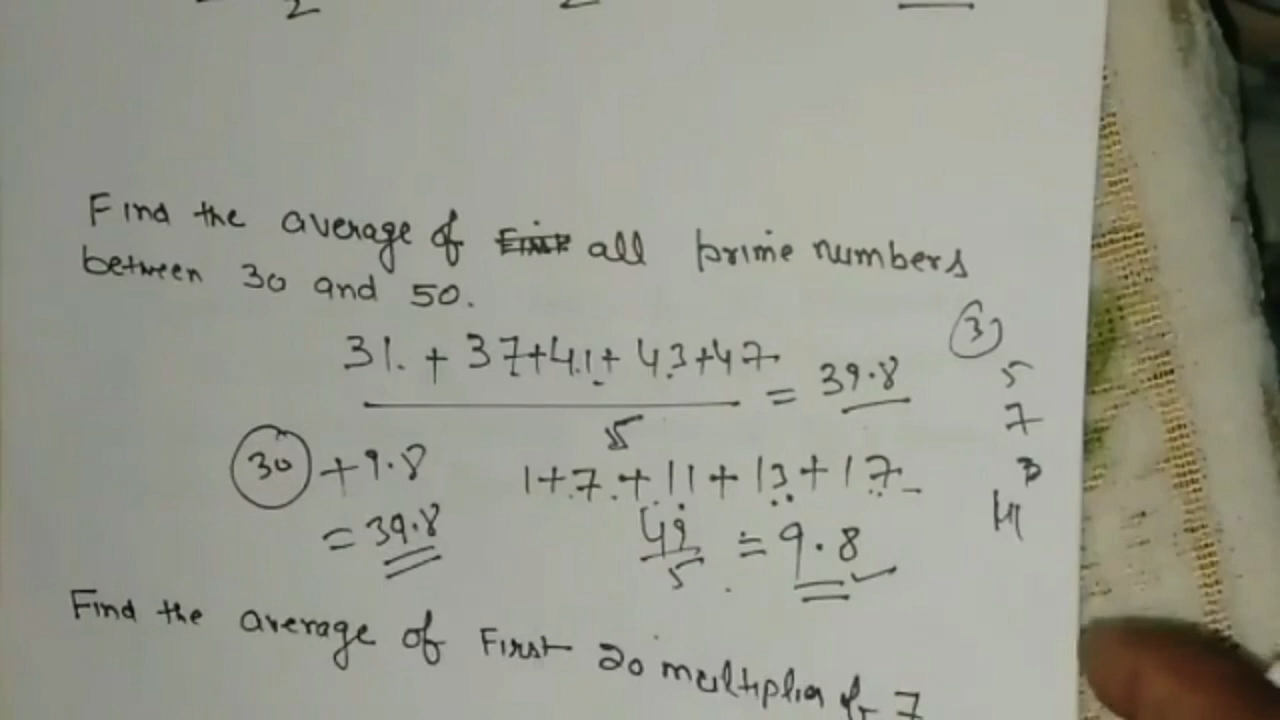 Find the average of all prime numbers
between 30 and 50.
31. + 37+41+ 43+47 = 39.8
5
30 +9.8
= 39.8
1+7+11+13+17
49 = 9.8
5
3
5
7
Find the average of First 20 multiples of 7